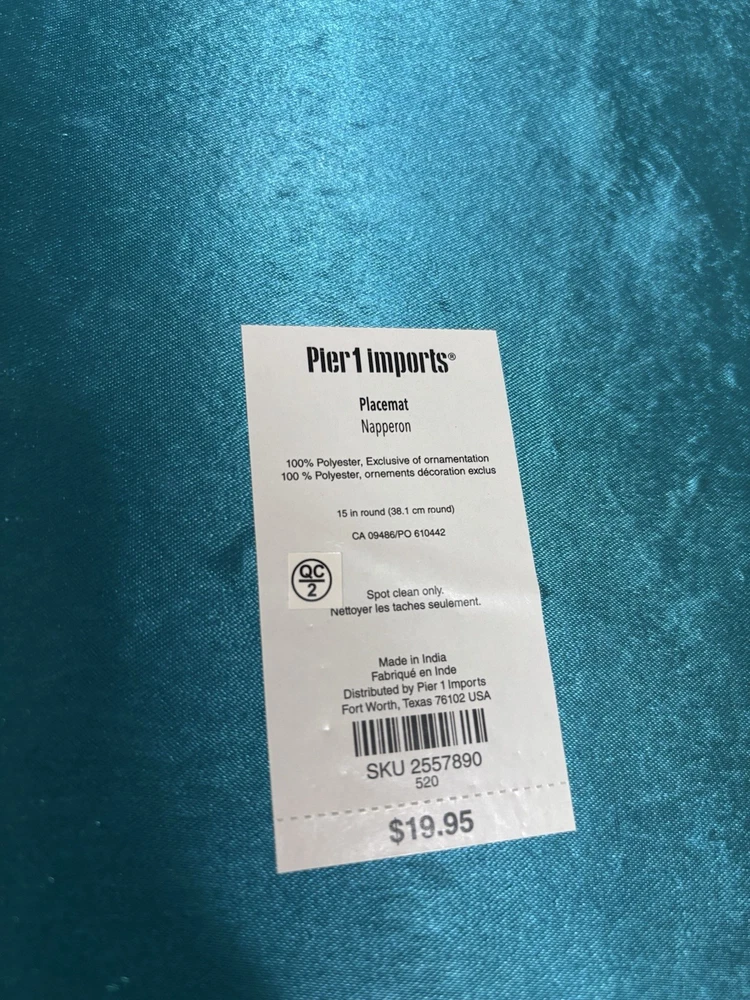 Pier1 imports®
Placemat
Napperon
100% Polyester, Exclusive of ornamentation
100 % Polyester, ornements décoration exclus
15 in round (38.1 cm round)
CA 09486/PO 610442
QC
2
Spot clean only.
Nettoyer les taches seulement.
Made in India
Fabriqué en Inde
Distributed by Pier 1 Imports
Fort Worth, Texas 76102 USA
SKU 2557890
520
$19.95